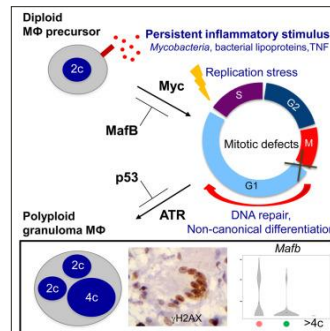 Diploid
MΦ precursor
2c
Persistent inflammatory stimulus
Mycobacteria, bacterial lipoproteins,TNF
Myc
MafB
Replication stress
S
G2
M
G1
Mitotic defects
p53
ATR
DNA repair,
Non-canonical differentiation
Polyploid
granuloma MΦ
2c
2c
4c
γH2AX
Mafb
>4c